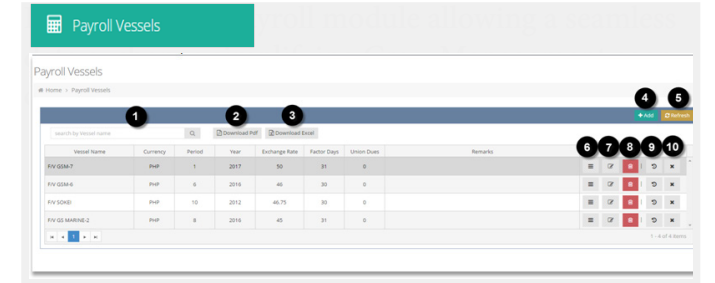 Payroll Vessels
Payroll Vessels
Home > Payroll Vessels
4 5
1 2 3
+ Add Refresh
search by Vessel name Download Pdf Download Excel
Vessel Name Currency Period Year Exchange Rate Factor Days Union Dues Remarks 6 7 8 9 10
F/V GSM-7 PHP 1 2017 50 31 0
F/V GSM-6 PHP 6 2016 46 30 0
F/V SOKEI PHP 10 2012 46.75 30 0
F/V GS MARINE-2 PHP 8 2016 45 31 0
1
1 - 4 of 4 items